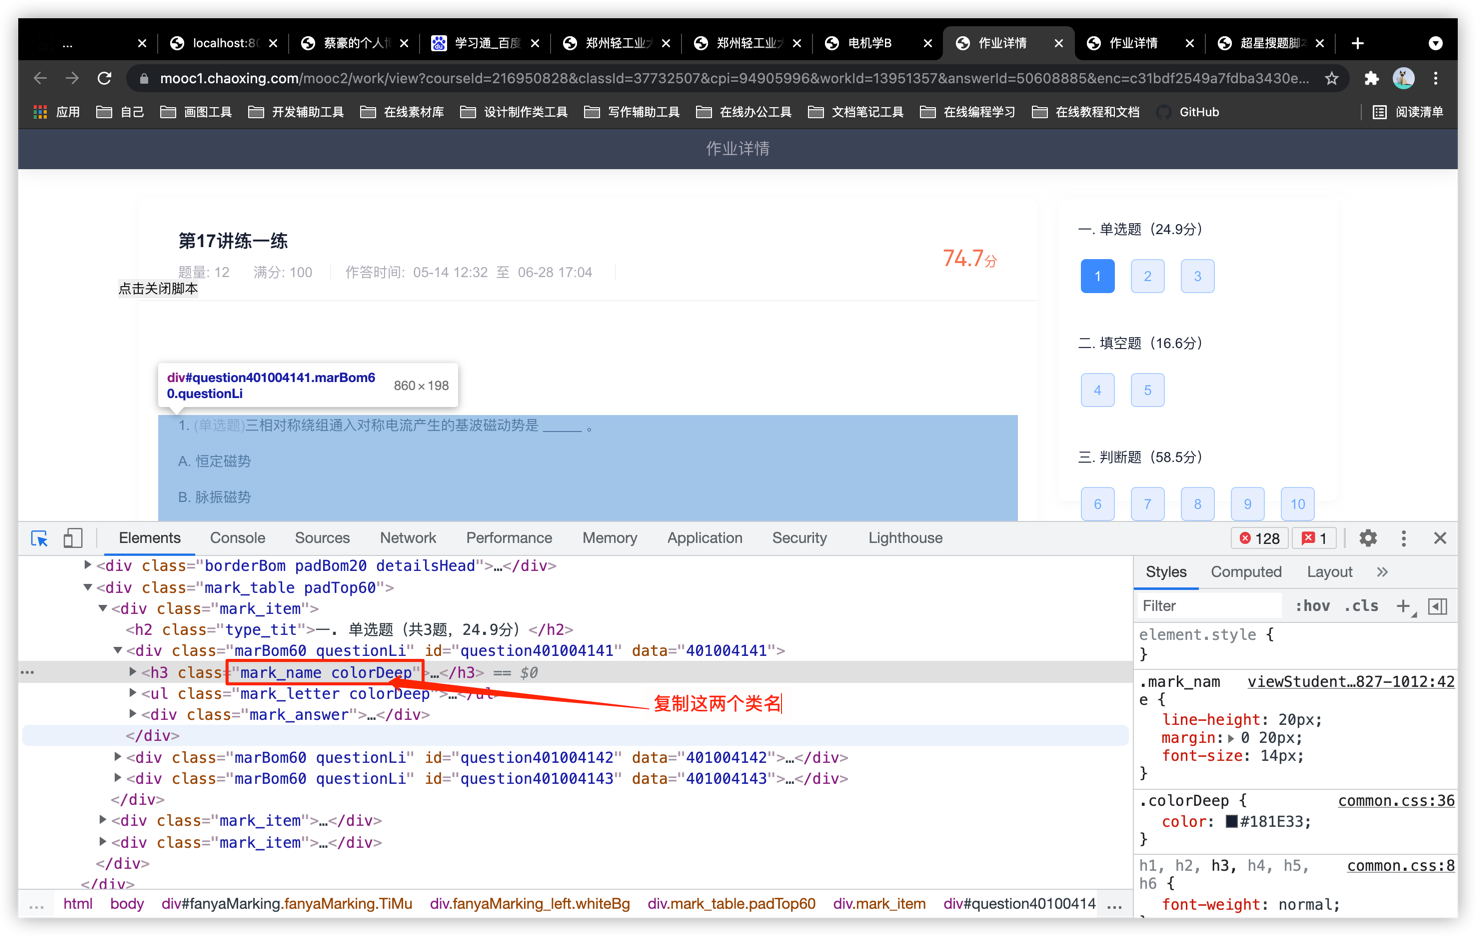 ...
localhost:80
蔡豪的个人博
学习通_百度
郑州轻工业大
郑州轻工业大
电机学B
作业详情
作业详情
超星搜题脚本
mooc1.chaoxing.com/mooc2/work/view?courseId=216950828&classId=37732507&cpi=94905996&workId=13951357&answerId=50608885&enc=c31bdf2549a7fdba3430e...
应用 自己 画图工具 开发辅助工具 在线素材库 设计制作类工具 写作辅助工具 在线办公工具 文档笔记工具 在线编程学习 在线教程和文档 GitHub 阅读清单
作业详情
第17讲练一练
题量: 12 满分: 100 作答时间: 05-14 12:32 至 06-28 17:04
74.7分
点击关闭脚本
div#question401004141.marBom6
0.questionLi
860 × 198
1. (单选题)三相对称绕组通入对称电流产生的基波磁动势是 _____ 。
A. 恒定磁势
B. 脉振磁势
一. 单选题（24.9分）
1 2 3
二. 填空题（16.6分）
4 5
三. 判断题（58.5分）
6 7 8 9 10
Elements Console Sources Network Performance Memory Application Security Lighthouse 128 1
<div class="borderBom padBom20 detailsHead">…</div>
<div class="mark_table padTop60">
<div class="mark_item">
<h2 class="type_tit">一. 单选题（共3题，24.9分）</h2>
<div class="marBom60 questionLi" id="question401004141" data="401004141">
<h3 class="mark_name colorDeep">…</h3> == $0
<ul class="mark_letter colorDeep">…</ul
复制这两个类名
<div class="mark_answer">…</div>
</div>
<div class="marBom60 questionLi" id="question401004142" data="401004142">…</div>
<div class="marBom60 questionLi" id="question401004143" data="401004143">…</div>
</div>
<div class="mark_item">…</div>
<div class="mark_item">…</div>
</div>
</div>
... html body div#fanyaMarking.fanyaMarking.TiMu div.fanyaMarking_left.whiteBg div.mark_table.padTop60 div.mark_item div#question40100414 ...
Styles Computed Layout »
Filter :hov .cls +
element.style {
}
.mark_nam viewStudent…827-1012:42
e {
line-height: 20px;
margin: 0 20px;
font-size: 14px;
}
.colorDeep { common.css:36
color: #181E33;
}
h1, h2, h3, h4, h5, common.css:8
h6 {
font-weight: normal;